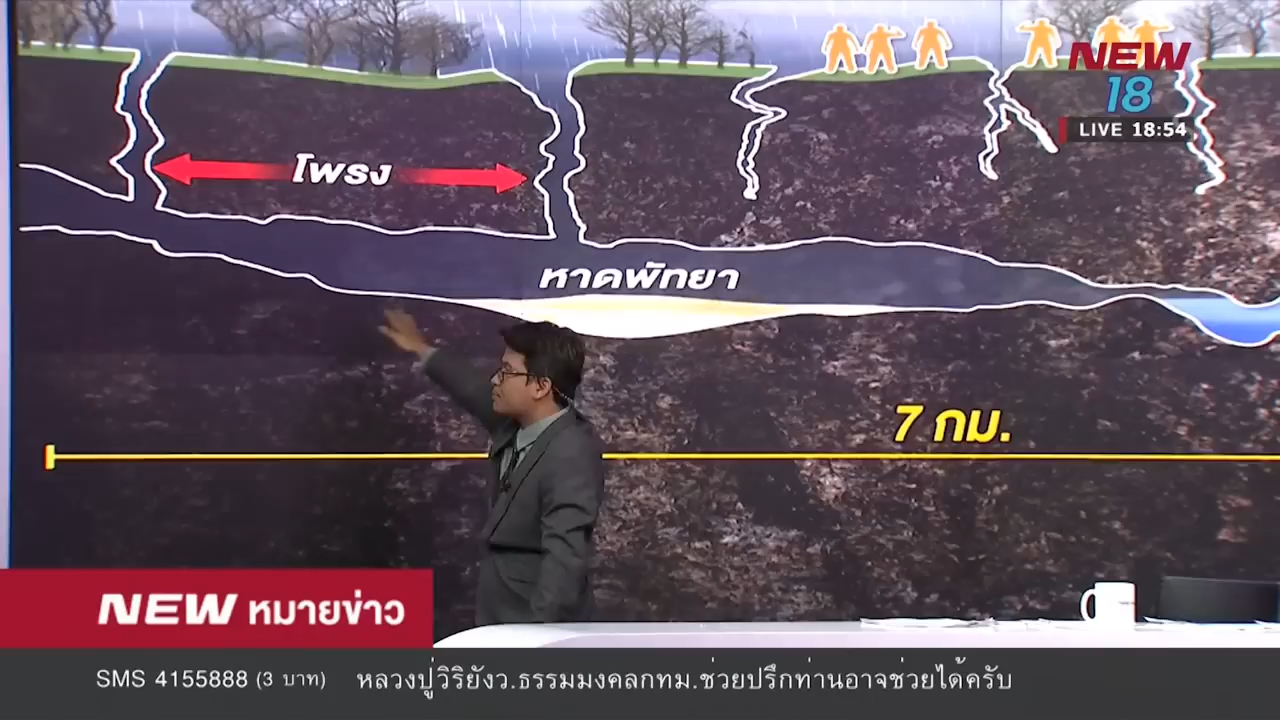 NEW
18
LIVE 18:54
โพรง
หาดพัทยา
7 กม.
NEW หมายข่าว
SMS 4155888 (3 บาท) หลวงปู่วิริยังว.ธรรมมงคลกทม.ช่วยปรึกท่านอาจช่วยได้ครับ